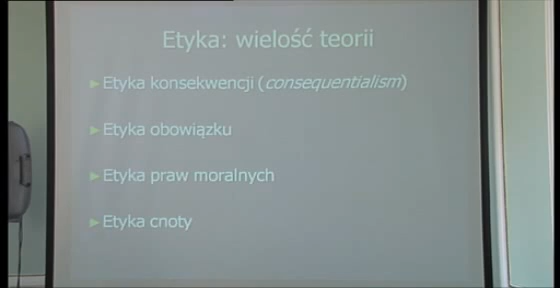 Etyka: wielość teorii
Etyka konsekwencji (consequentialism)
Etyka obowiązku
Etyka praw moralnych
Etyka cnoty